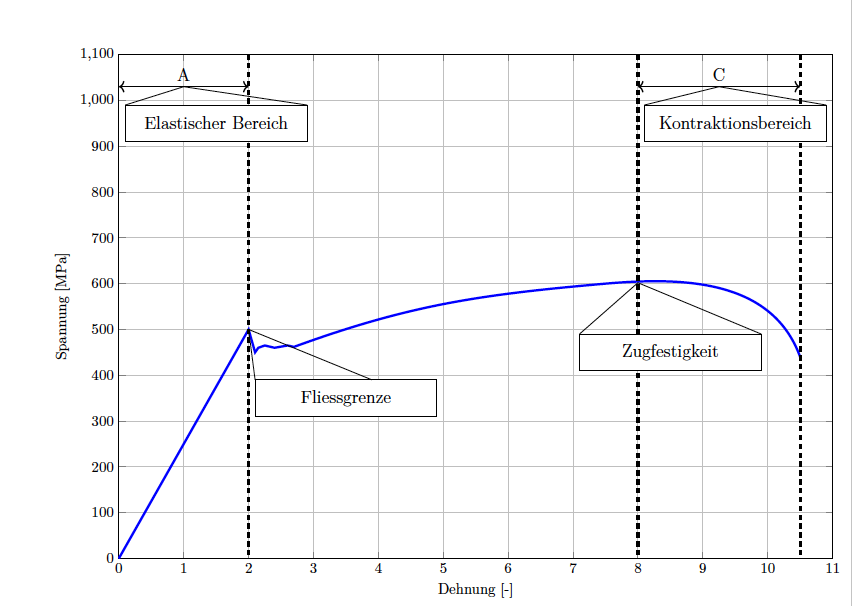 1,100
1,000
900
800
700
600
500
400
300
200
100
0
Spannung [MPa]
A
Elastischer Bereich
C
Kontraktionsbereich
Fliessgrenze
Zugfestigkeit
0 1 2 3 4 5 6 7 8 9 10 11
Dehnung [-]